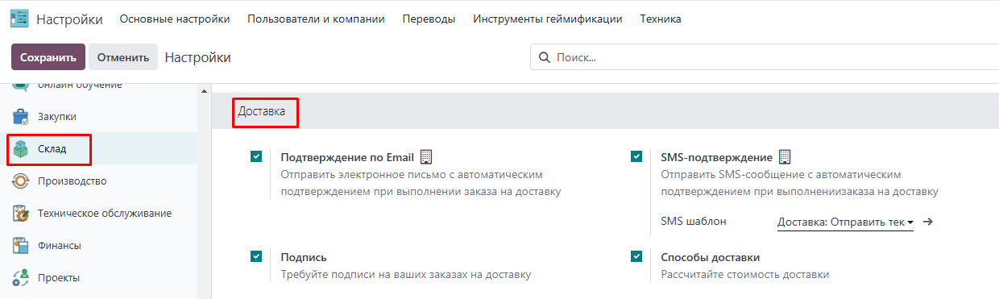 Настройки Основные настройки Пользователи и компании Переводы Инструменты геймификации Техника
Сохранить Отменить Настройки Поиск...
онлайн обучение
Закупки
Склад
Производство
Техническое обслуживание
Финансы
Проекты
Доставка
Подтверждение по Email
Отправить электронное письмо с автоматическим
подтверждением при выполнении заказа на доставку
SMS-подтверждение
Отправить SMS-сообщение с автоматическим
подтверждением при выполнениизаказа на доставку
SMS шаблон Доставка: Отправить тек
Подпись
Требуйте подписи на ваших заказах на доставку
Способы доставки
Рассчитайте стоимость доставки